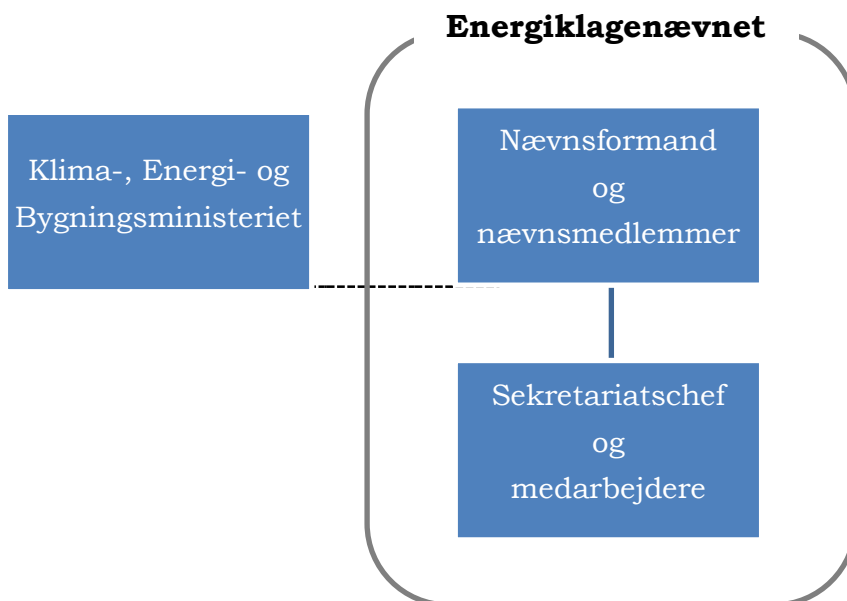 Energiklagenævnet
Klima-, Energi- og
Bygningsministeriet
Nævnsformand
og
nævnsmedlemmer
Sekretariatschef
og
medarbejdere